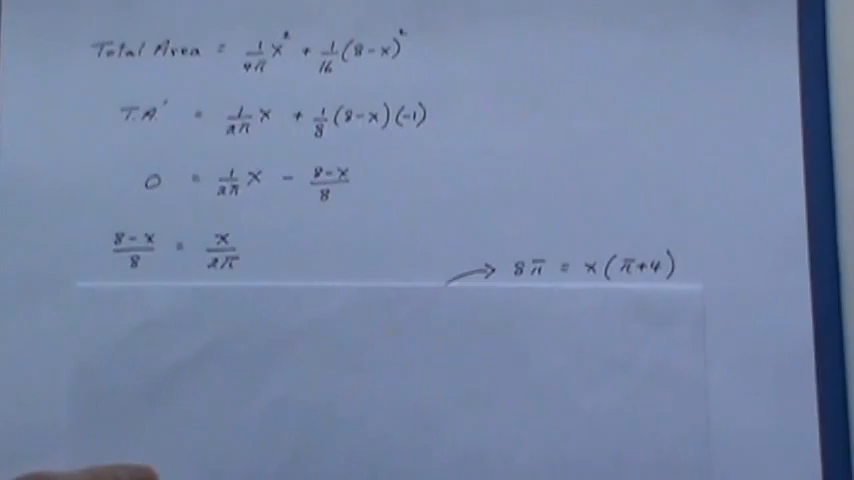 Total Area = 1/4π x² + 1/16 (8-x)²
T.A.' = 1/2π x + 1/8 (8-x)(-1)
0 = 1/2π x - 8-x/8
8-x/8 = x/2π
→ 8π = x(π+4)